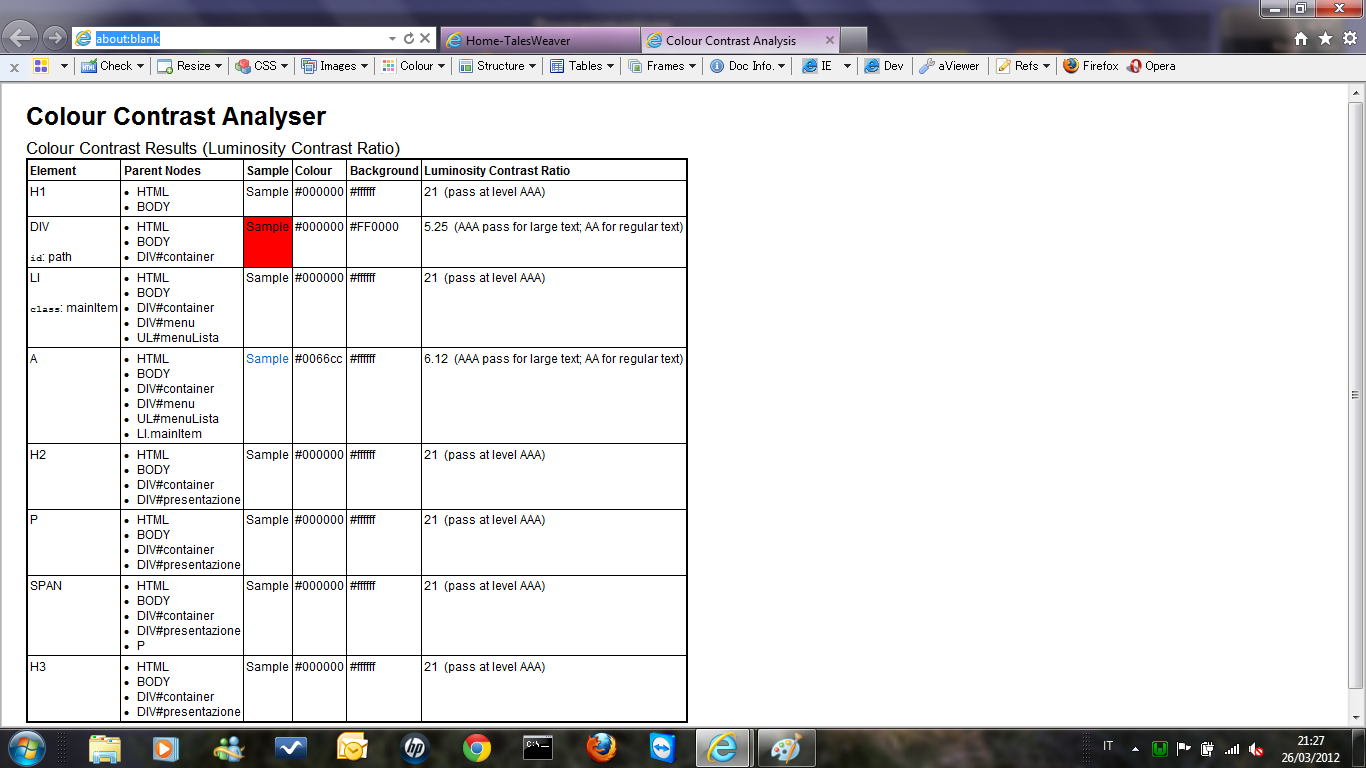 about:blank
Home-TalesWeaver
Colour Contrast Analysis
x Check Resize CSS Images Colour Structure Tables Frames Doc Info. IE Dev aViewer Refs Firefox Opera
Colour Contrast Analyser
Colour Contrast Results (Luminosity Contrast Ratio)
Element Parent Nodes Sample Colour Background Luminosity Contrast Ratio
H1 • HTML Sample #000000 #ffffff 21 (pass at level AAA)
• BODY
DIV • HTML Sample #000000 #FF0000 5.25 (AAA pass for large text; AA for regular text)
• BODY
id: path • DIV#container
LI • HTML Sample #000000 #ffffff 21 (pass at level AAA)
• BODY
class: mainItem • DIV#container
• DIV#menu
• UL#menuLista
A • HTML Sample #0066cc #ffffff 6.12 (AAA pass for large text; AA for regular text)
• BODY
• DIV#container
• DIV#menu
• UL#menuLista
• LI.mainItem
H2 • HTML Sample #000000 #ffffff 21 (pass at level AAA)
• BODY
• DIV#container
• DIV#presentazione
P • HTML Sample #000000 #ffffff 21 (pass at level AAA)
• BODY
• DIV#container
• DIV#presentazione
SPAN • HTML Sample #000000 #ffffff 21 (pass at level AAA)
• BODY
• DIV#container
• DIV#presentazione
• P
H3 • HTML Sample #000000 #ffffff 21 (pass at level AAA)
• BODY
• DIV#container
• DIV#presentazione
hp
C:\
IT
21:27
26/03/2012